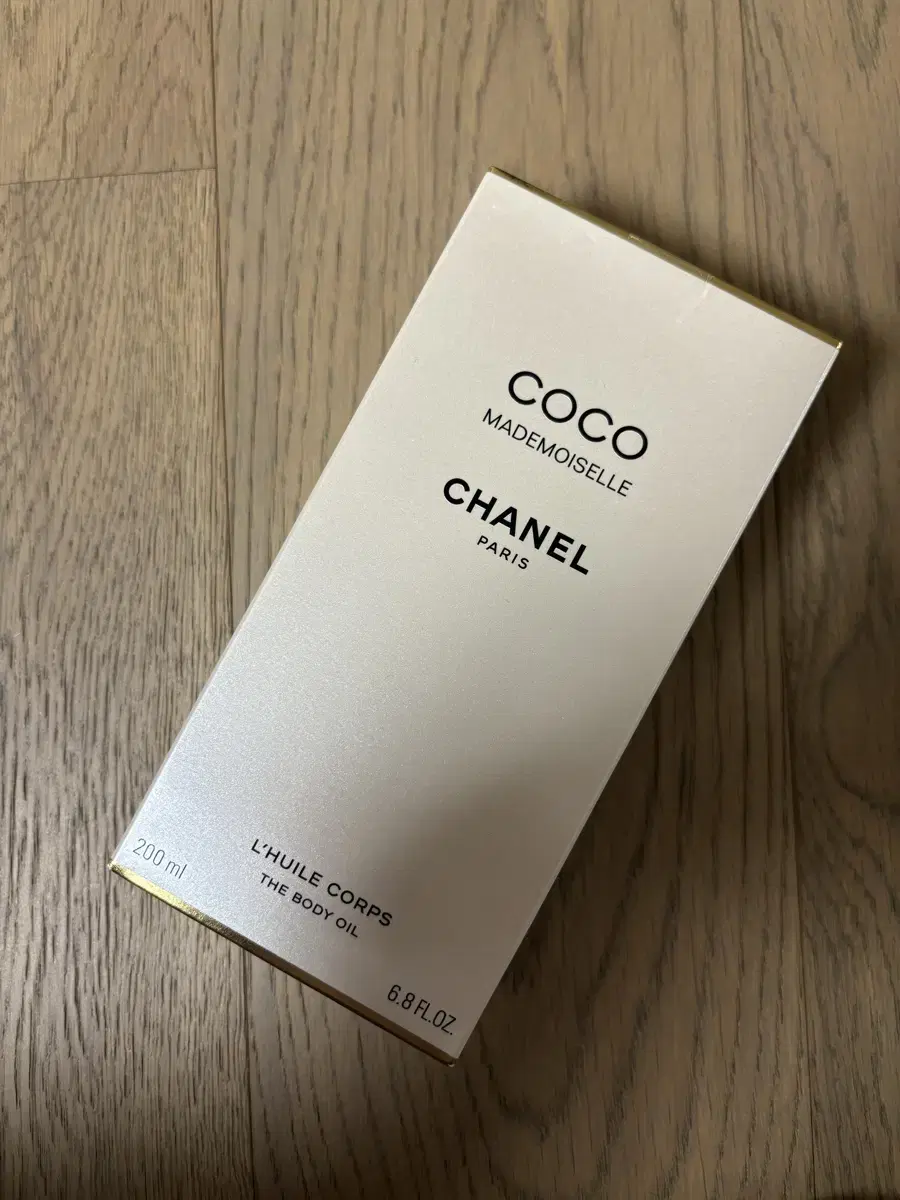 COCO
MADEMOISELLE
CHANEL
PARIS
L'HUILE CORPS
THE BODY OIL
200 ml
6.8 FL.OZ.